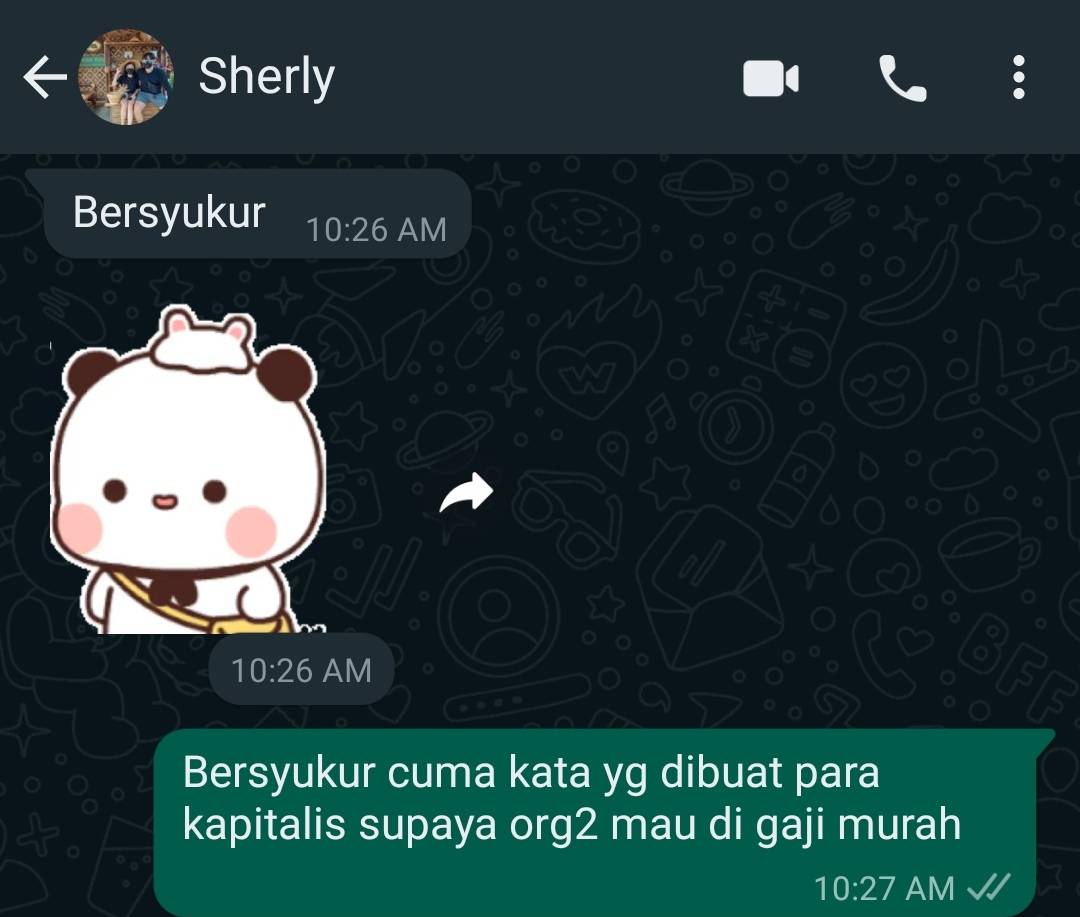 Sherly
Bersyukur 10:26 AM
10:26 AM
Bersyukur cuma kata yg dibuat para
kapitalis supaya org2 mau di gaji murah
10:27 AM